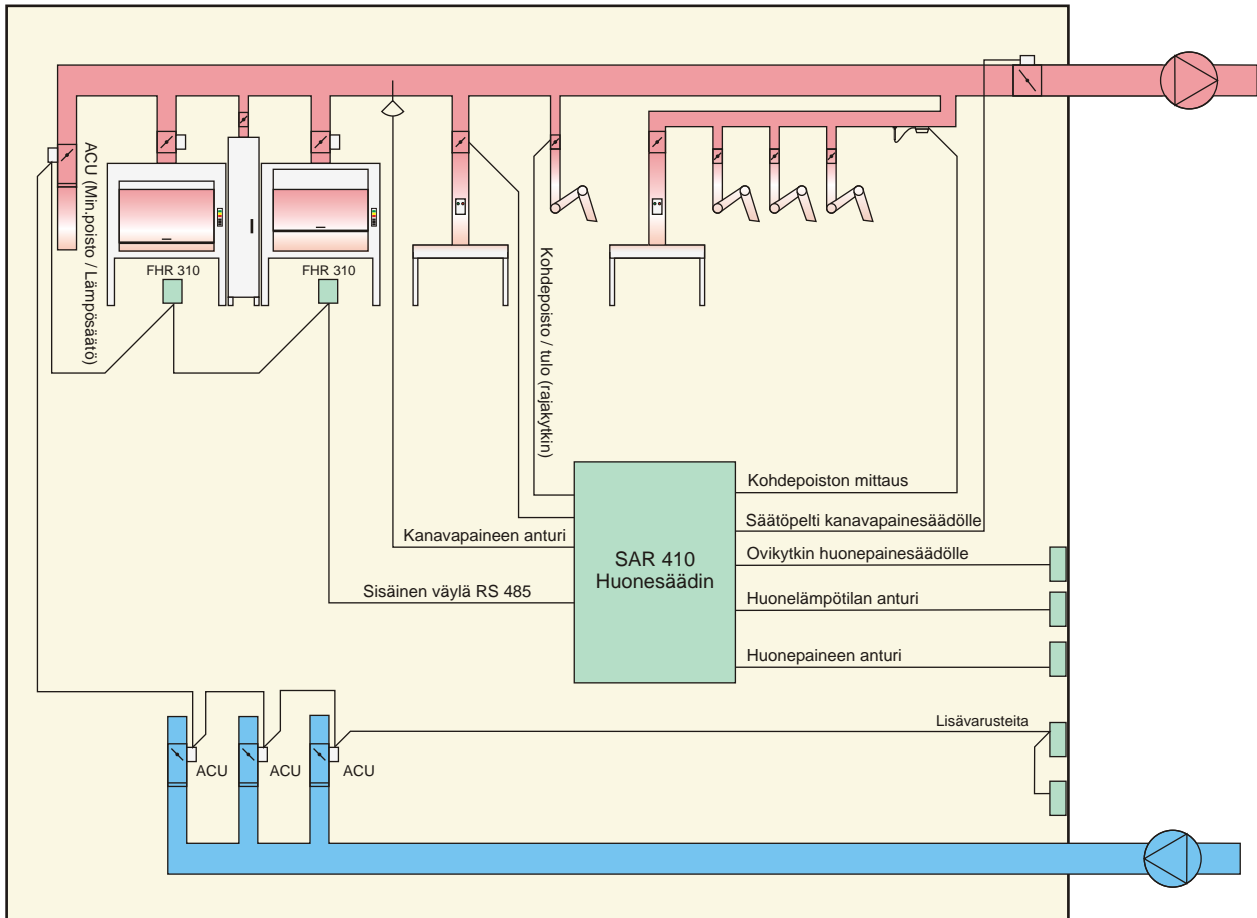 ACU (Min.poisto / Lämpösäätö)
FHR 310
FHR 310
Kohdepoisto / tulo (rajakytkin)
Kanavapaineen anturi
Sisäinen väylä RS 485
SAR 410
Huonesäädin
Kohdepoiston mittaus
Säätöpelti kanavapainesäädölle
Ovikytkin huonepainesäädölle
Huonelämpötilan anturi
Huonepaineen anturi
Lisävarusteita
ACU
ACU
ACU